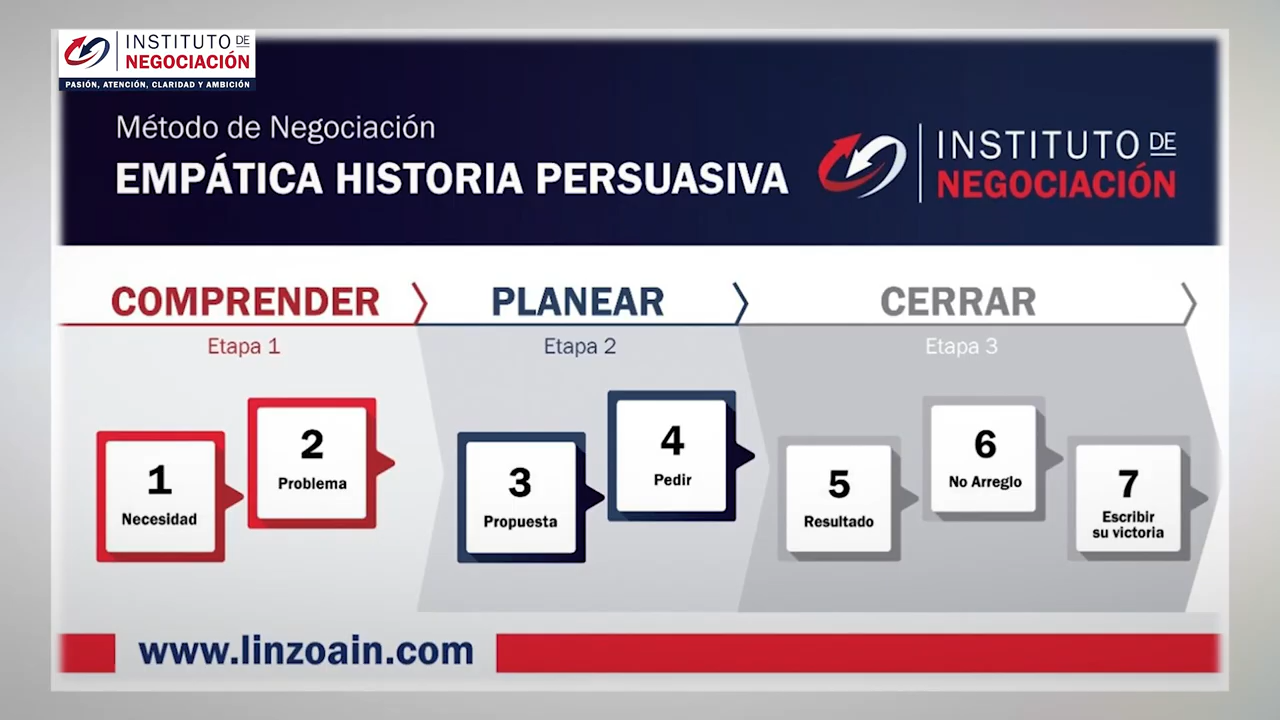 INSTITUTO DE
NEGOCIACIÓN
PASIÓN, ATENCIÓN, CLARIDAD Y AMBICIÓN
Método de Negociación
EMPÁTICA HISTORIA PERSUASIVA
INSTITUTO DE
NEGOCIACIÓN
COMPRENDER
PLANEAR
CERRAR
Etapa 1
Etapa 2
Etapa 3
1
Necesidad
2
Problema
3
Propuesta
4
Pedir
5
Resultado
6
No Arreglo
7
Escribir
su victoria
www.linzoain.com